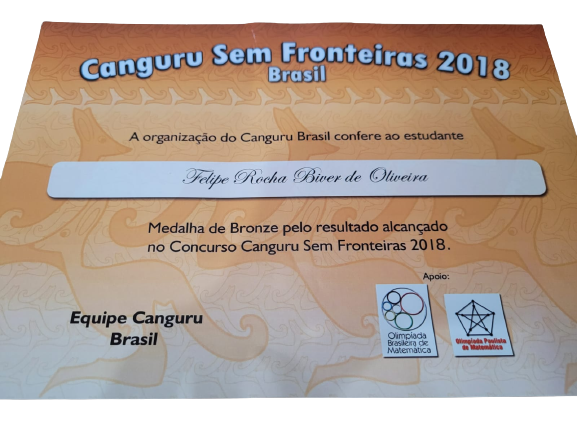 Canguru Sem Fronteiras 2018
Brasil
A organização do Canguru Brasil confere ao estudante
Felipe Rocha Biver de Oliveira
Medalha de Bronze pelo resultado alcançado
no Concurso Canguru Sem Fronteiras 2018.
Apoio:
Equipe Canguru
Brasil
Olimpíada
Brasileira de
Matemática
Olimpíada Paulista
de Matemática